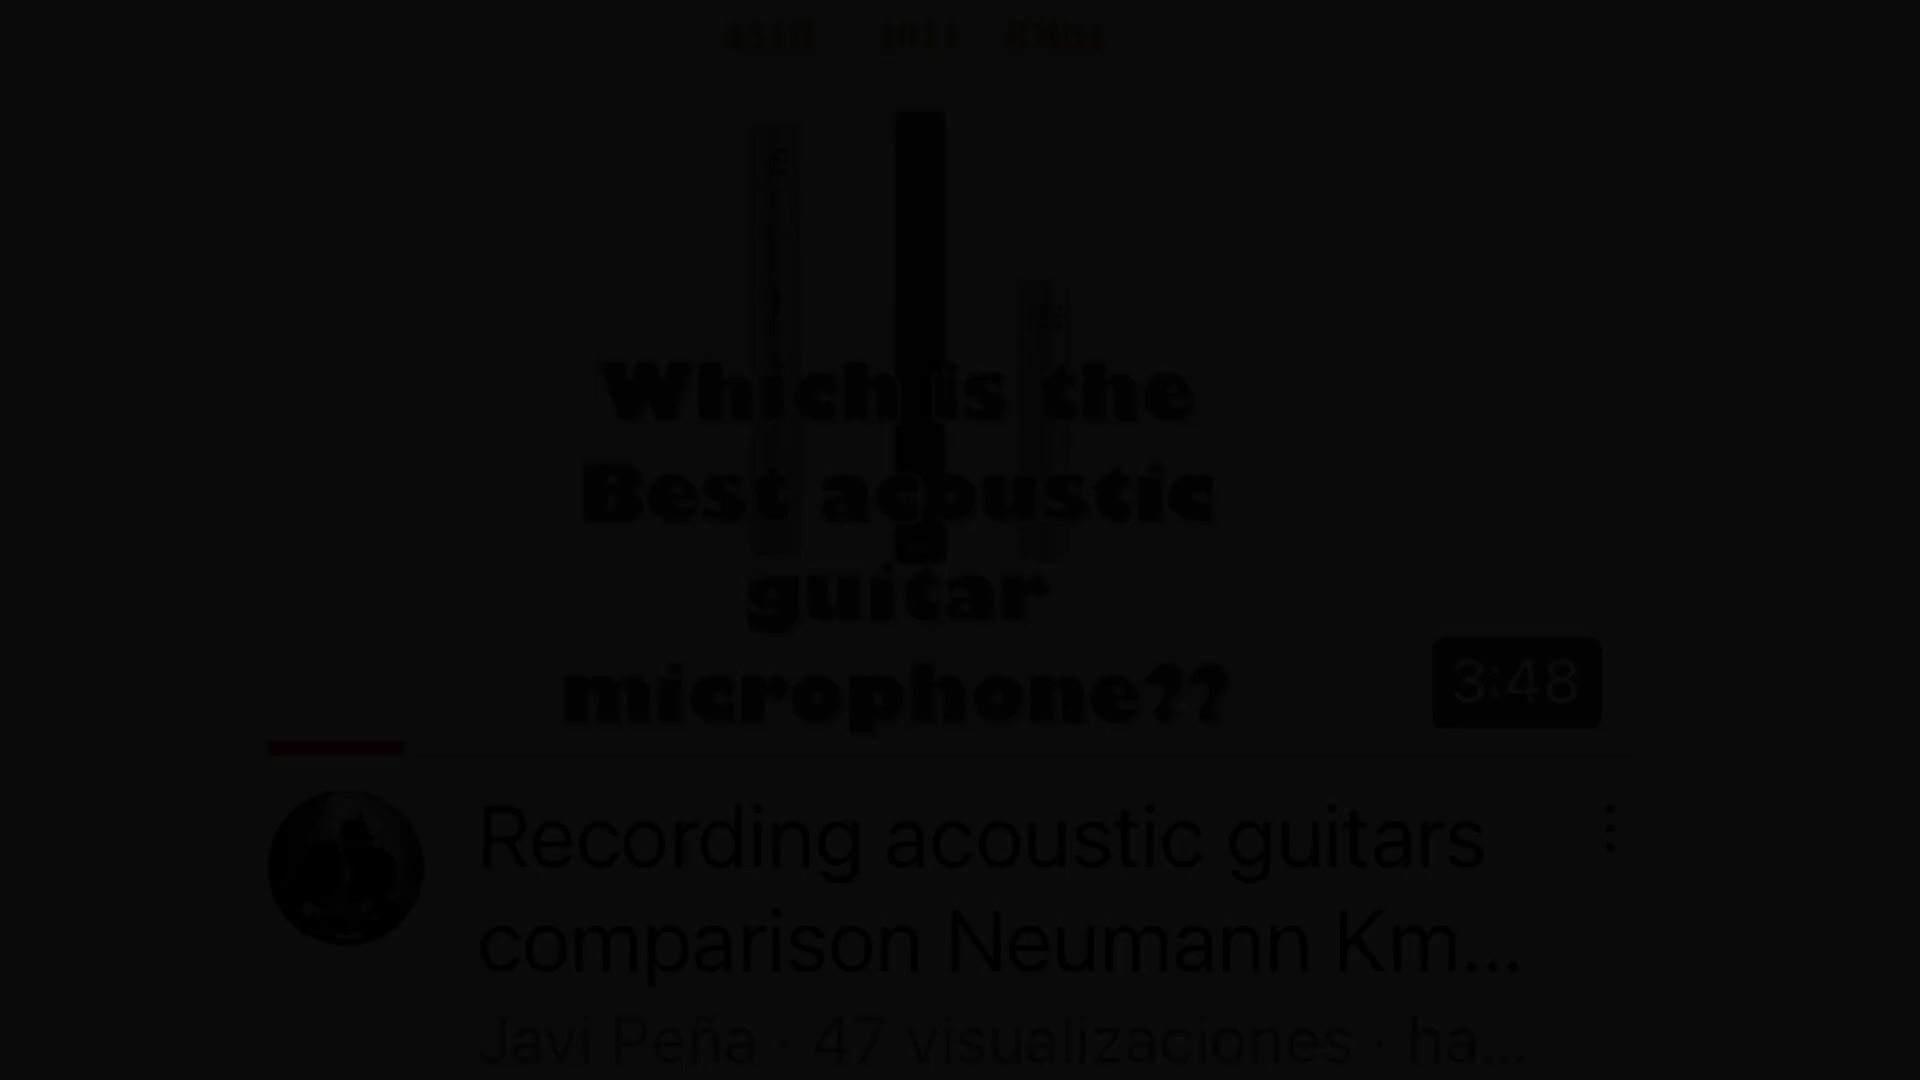 4011
Which is the
Best acoustic
guitar
microphone??
3:48
Recording acoustic guitars
comparison Neumann Km...
Javi Peña · 47 visualizaciones · ha...